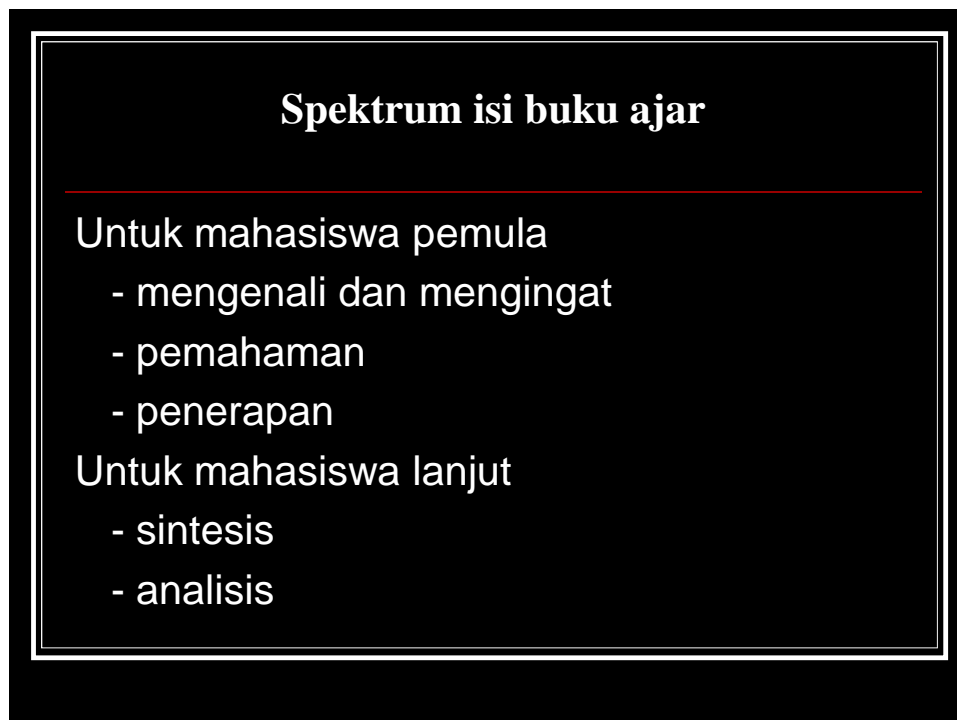 Spektrum isi buku ajar
Untuk mahasiswa pemula
- mengenali dan mengingat
- pemahaman
- penerapan
Untuk mahasiswa lanjut
- sintesis
- analisis